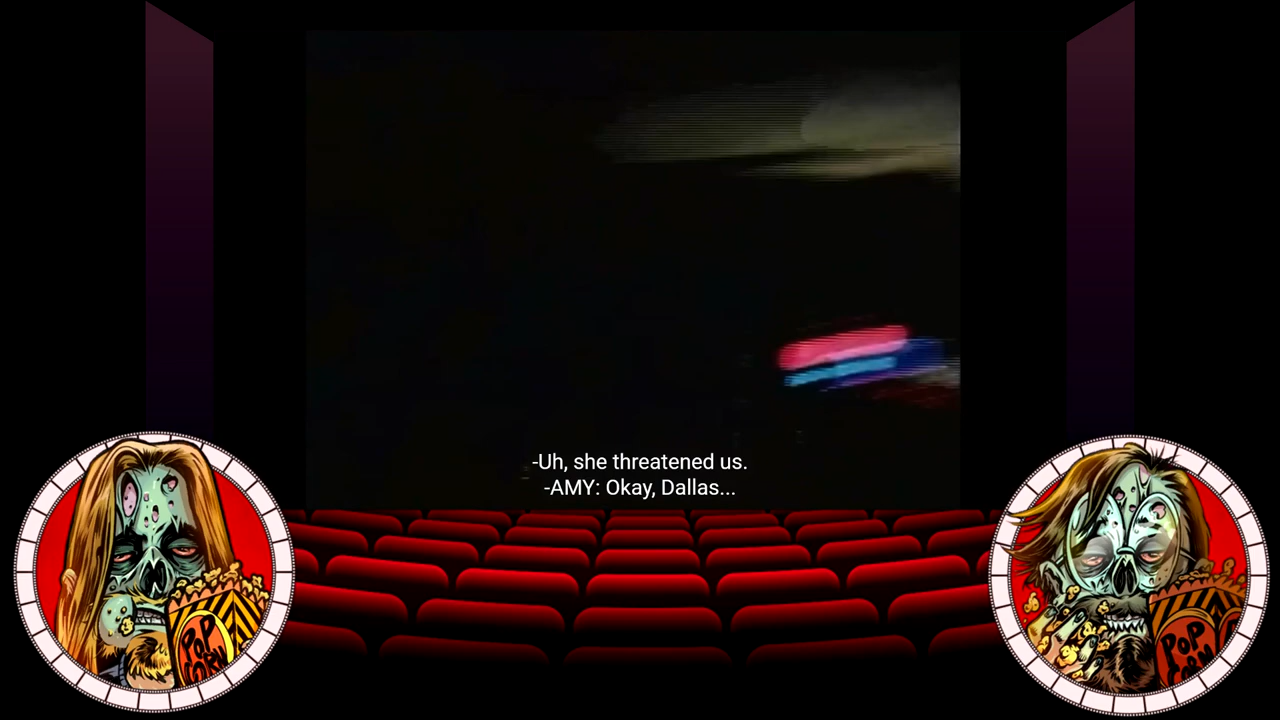 -Uh, she threatened us.
-AMY: Okay, Dallas...
POP
CORN
POP
CORN